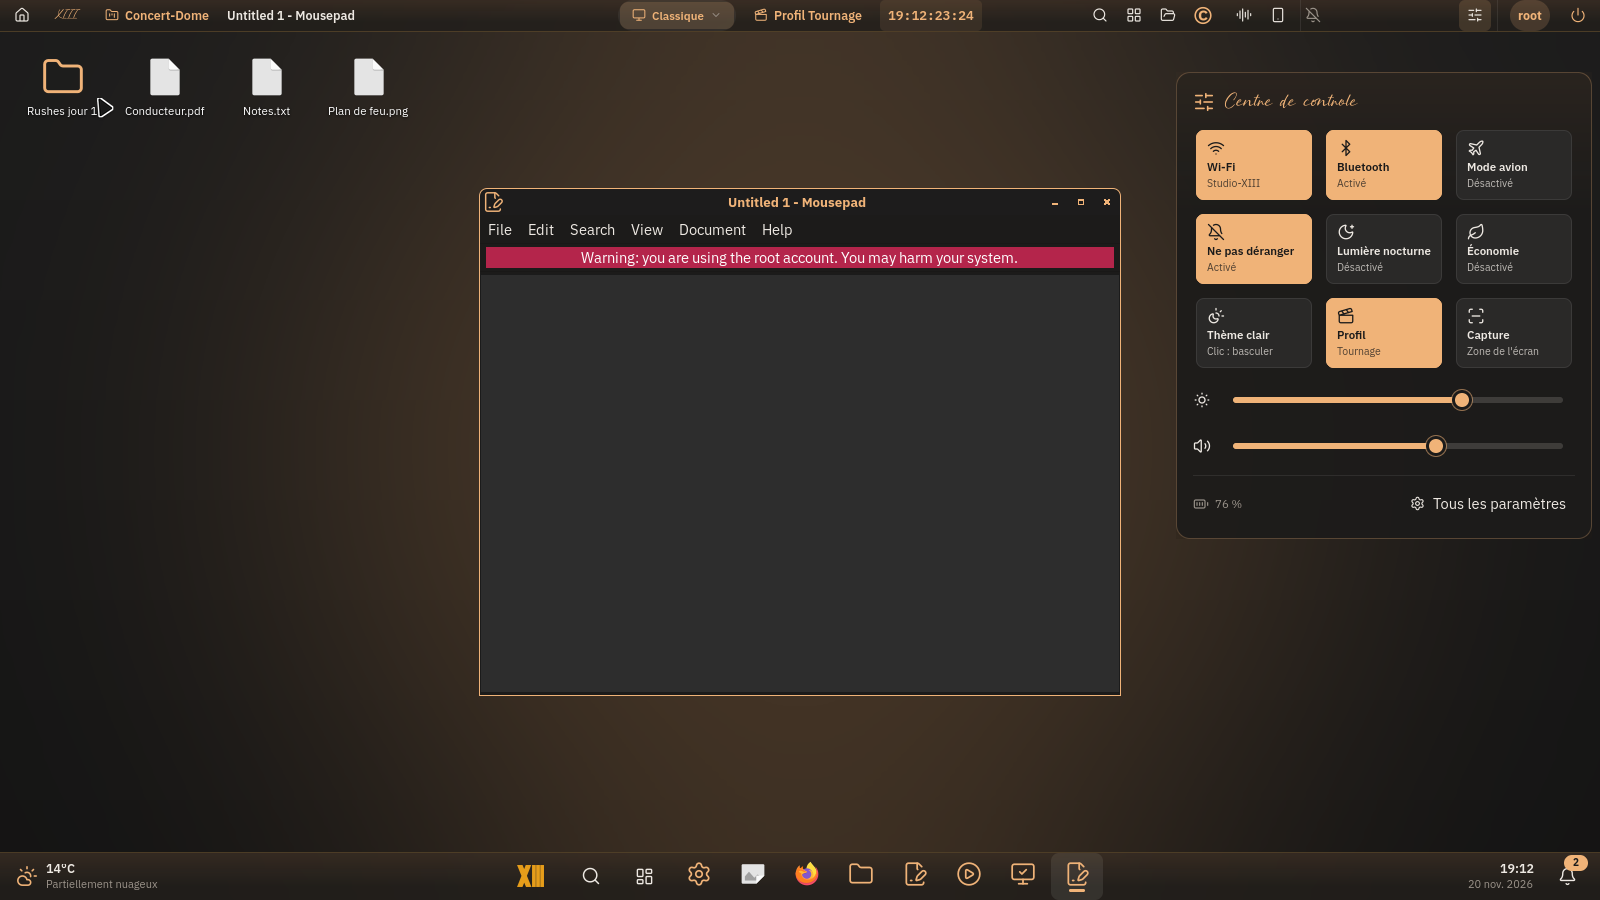 XIII
Concert-Dome
Untitled 1 - Mousepad
Classique
Profil Tournage
19:12:23:24
root
Rushes jour 1
Conducteur.pdf
Notes.txt
Plan de feu.png
Untitled 1 - Mousepad
File Edit Search View Document Help
Warning: you are using the root account. You may harm your system.
Centre de controle
Wi-Fi
Studio-XIII
Bluetooth
Activé
Mode avion
Désactivé
Ne pas déranger
Activé
Lumière nocturne
Désactivé
Économie
Désactivé
Thème clair
Clic : basculer
Profil
Tournage
Capture
Zone de l'écran
76 %
Tous les paramètres
14°C
Partiellement nuageux
XIII
19:12
20 nov. 2026
2